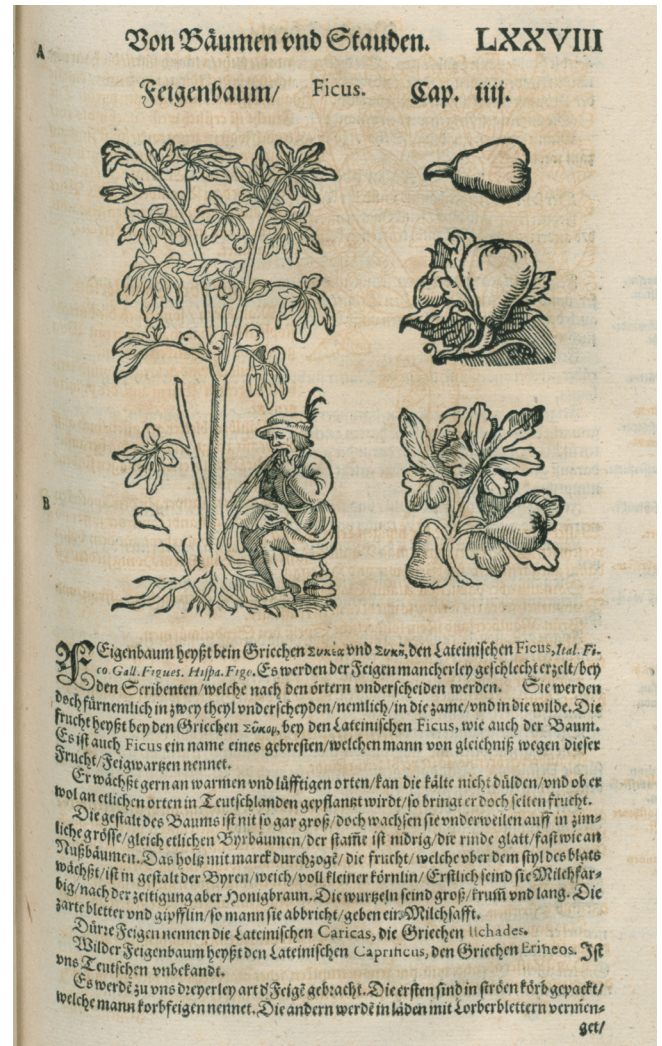 Von Bäumen vnd Stauden. LXXVIII
A
Feigenbaum/ Ficus. Cap. iiij.
B
FEigenbaum heyßt bein Griechen Συκέα vnd Συκῆ, den Lateinischen Ficus, Ital. Fi-
co. Gall. Figues. Hispa. Figo. Es werden der Feigen mancherley geschlecht erzelt/ bey
den Scribenten/ welche nach den örtern vnderscheiden werden. Sie werden
doch fürnemlich in zwey theyl vnderscheyden/ nemlich/ in die zame/ vnd in die wilde. Die
frucht heyßt bey den Griechen Σῦκον, bey den Lateinischen Ficus, wie auch der Baum.
Es ist auch Ficus ein name eines gebresten/ welchen mann von gleichniß wegen dieser
Frucht/ Feigwartzen nennet.
Er wächßt gern an warmen vnd lüfftigen orten/ kan die kälte nicht dülden/ vnd ob er
wol an etlichen orten in Teutschlanden gepflantzt wirdt/ so bringt er doch selten frucht.
Die gestalt des Baums ist nit so gar groß/ doch wachsen sie vnderweilen auff in zim-
liche grösse/ gleich etlichen Byrbäumen/ der stam̃e ist nidrig/ die rinde glatt/ fast wie an
Nußbäumen. Das holtz mit marck durchzogẽ/ die frucht/ welche vber dem styl des blats
wächßt/ ist in gestalt der Byren/ weich/ voll kleiner körnlin/ Erstlich seind sie Milchfar-
big/ nach der zeitigung aber Honigbraun. Die wurtzeln seind groß/ krum̃ vnd lang. Die
zarte bletter vnd gipfflin/ so mann sie abbricht/ geben ein Milchsafft.
Dürre Feigen nennen die Lateinischen Caricas, die Griechen Ischades.
Wilder Feigenbaum heyßt den Lateinischen Caprificus, den Griechen Erineos. Ist
vns Teutschen vnbekandt.
Es werdẽ zu vns dreyerley art d'Feigẽ gebracht. Die ersten sind in ströen körb gepackt/
welche mann korbfeigen nennet. Die andern werdẽ in läden mit Lorberblettern vermen-
get/